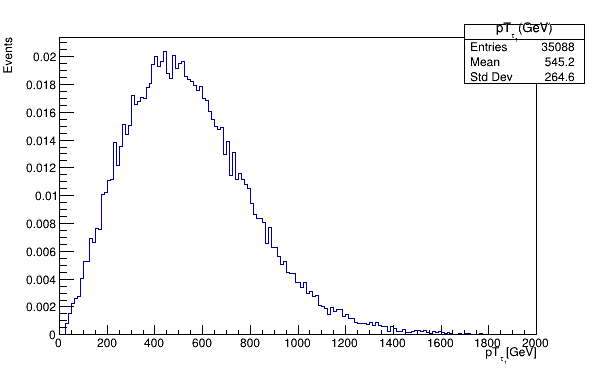 pTτ1(GeV)
Entries 35088
Mean 545.2
Std Dev 264.6
Events
0.02
0.018
0.016
0.014
0.012
0.01
0.008
0.006
0.004
0.002
0
0 200 400 600 800 1000 1200 1400 1600 1800 2000
pTτ1[GeV]